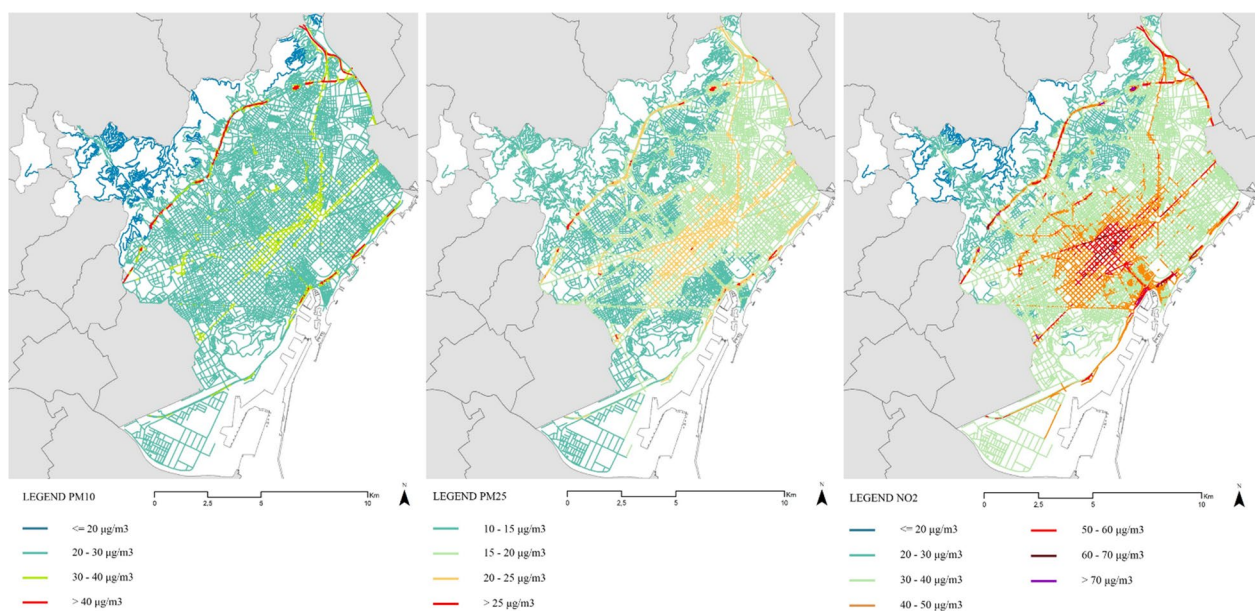 LEGEND PM10
0 2,5 5 10 Km
N
<= 20 µg/m3
20 - 30 µg/m3
30 - 40 µg/m3
> 40 µg/m3
LEGEND PM25
0 2,5 5 10 Km
N
10 - 15 µg/m3
15 - 20 µg/m3
20 - 25 µg/m3
> 25 µg/m3
LEGEND NO2
0 2,5 5 10 Km
N
<= 20 µg/m3
20 - 30 µg/m3
30 - 40 µg/m3
40 - 50 µg/m3
50 - 60 µg/m3
60 - 70 µg/m3
> 70 µg/m3